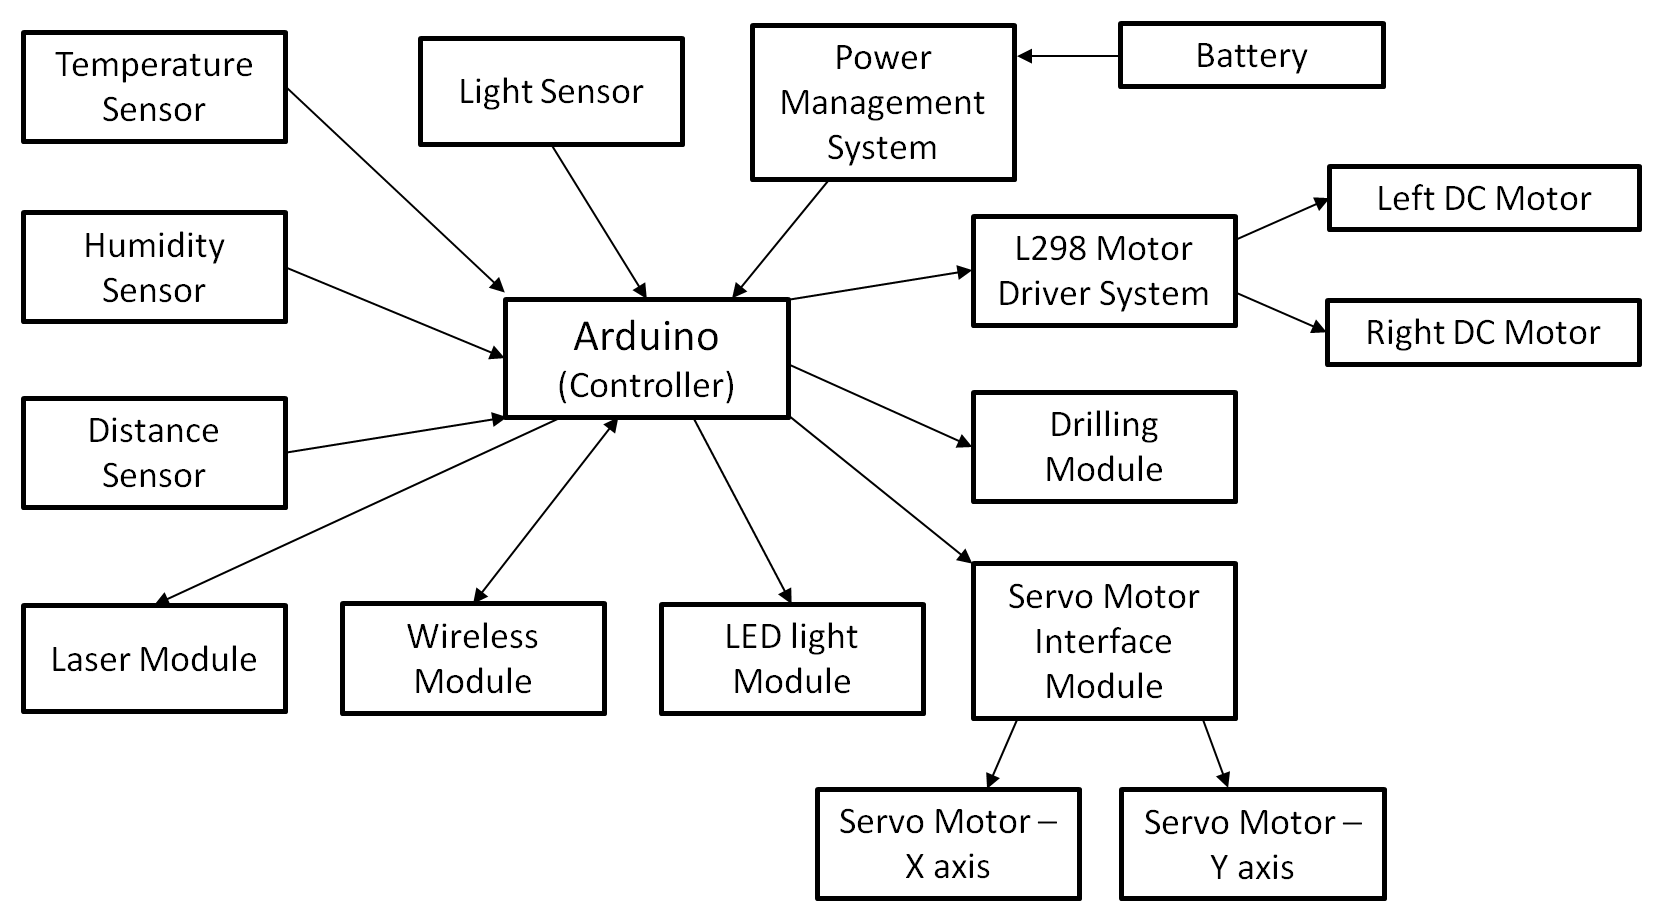 Temperature
Sensor
Light Sensor
Power
Management
System
Battery
Humidity
Sensor
L298 Motor
Driver System
Left DC Motor
Right DC Motor
Arduino
(Controller)
Distance
Sensor
Drilling
Module
Laser Module
Wireless
Module
LED light
Module
Servo Motor
Interface
Module
Servo Motor –
X axis
Servo Motor –
Y axis